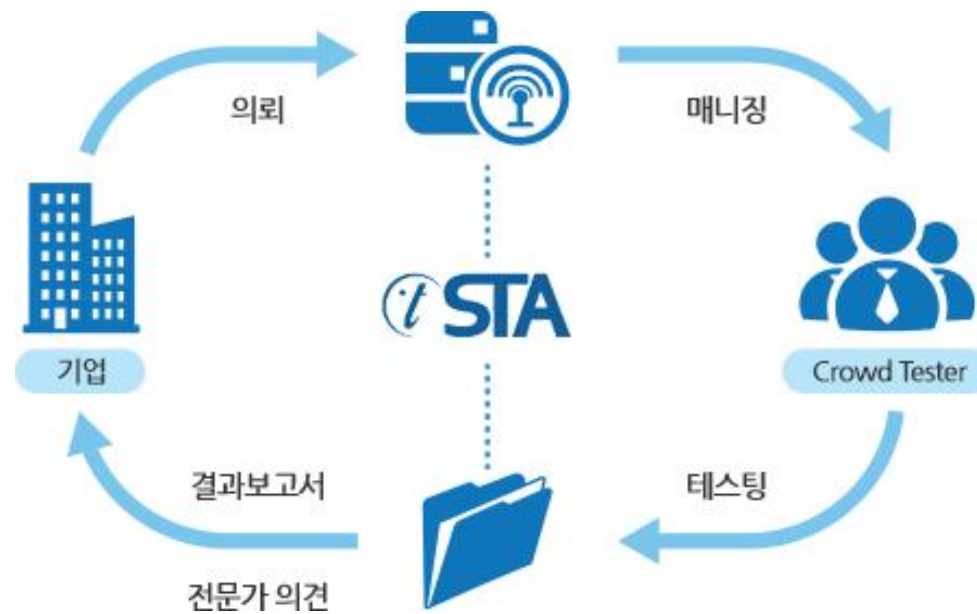 의뢰
매니징
itSTA
기업
Crowd Tester
결과보고서
테스팅
전문가 의견